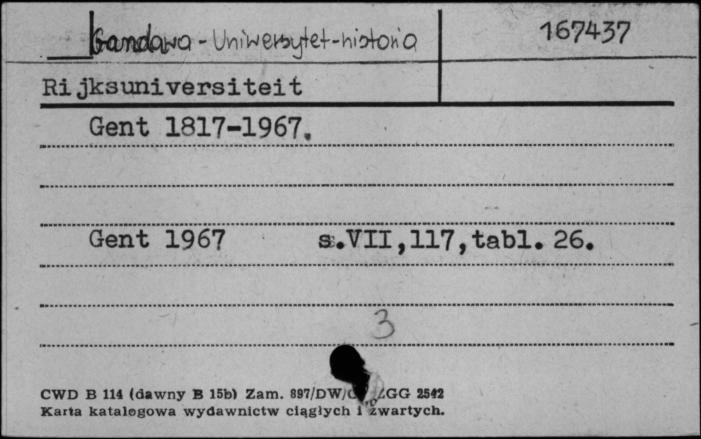 Gandawa - Uniwersytet - historia
167437
Rijksuniversiteit
Gent 1817-1967.
Gent 1967 s.VII,117,tabl. 26.
3
CWD B 114 (dawny B 15b) Zam. 897/DW/ ZGG 2542
Karta katalogowa wydawnictw ciągłych i zwartych.